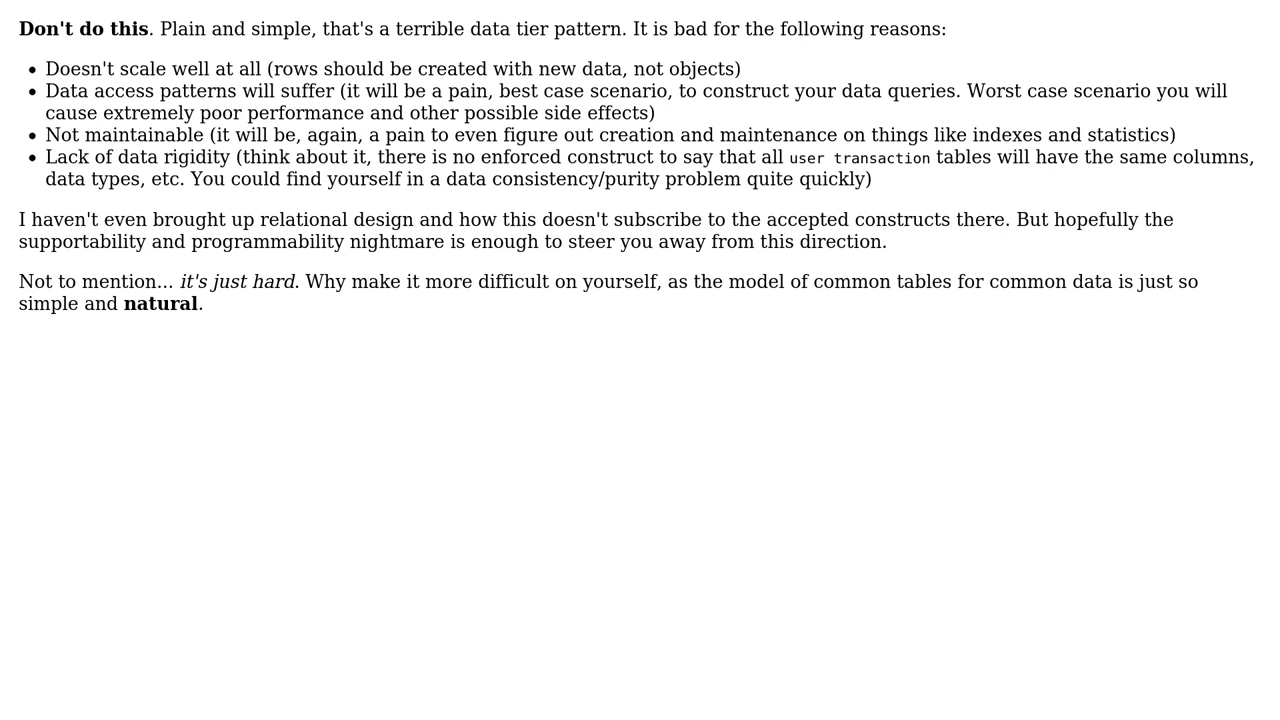 Don't do this. Plain and simple, that's a terrible data tier pattern. It is bad for the following reasons:
• Doesn't scale well at all (rows should be created with new data, not objects)
• Data access patterns will suffer (it will be a pain, best case scenario, to construct your data queries. Worst case scenario you will
cause extremely poor performance and other possible side effects)
• Not maintainable (it will be, again, a pain to even figure out creation and maintenance on things like indexes and statistics)
• Lack of data rigidity (think about it, there is no enforced construct to say that all user transaction tables will have the same columns,
data types, etc. You could find yourself in a data consistency/purity problem quite quickly)
I haven't even brought up relational design and how this doesn't subscribe to the accepted constructs there. But hopefully the
supportability and programmability nightmare is enough to steer you away from this direction.
Not to mention... it's just hard. Why make it more difficult on yourself, as the model of common tables for common data is just so
simple and natural.